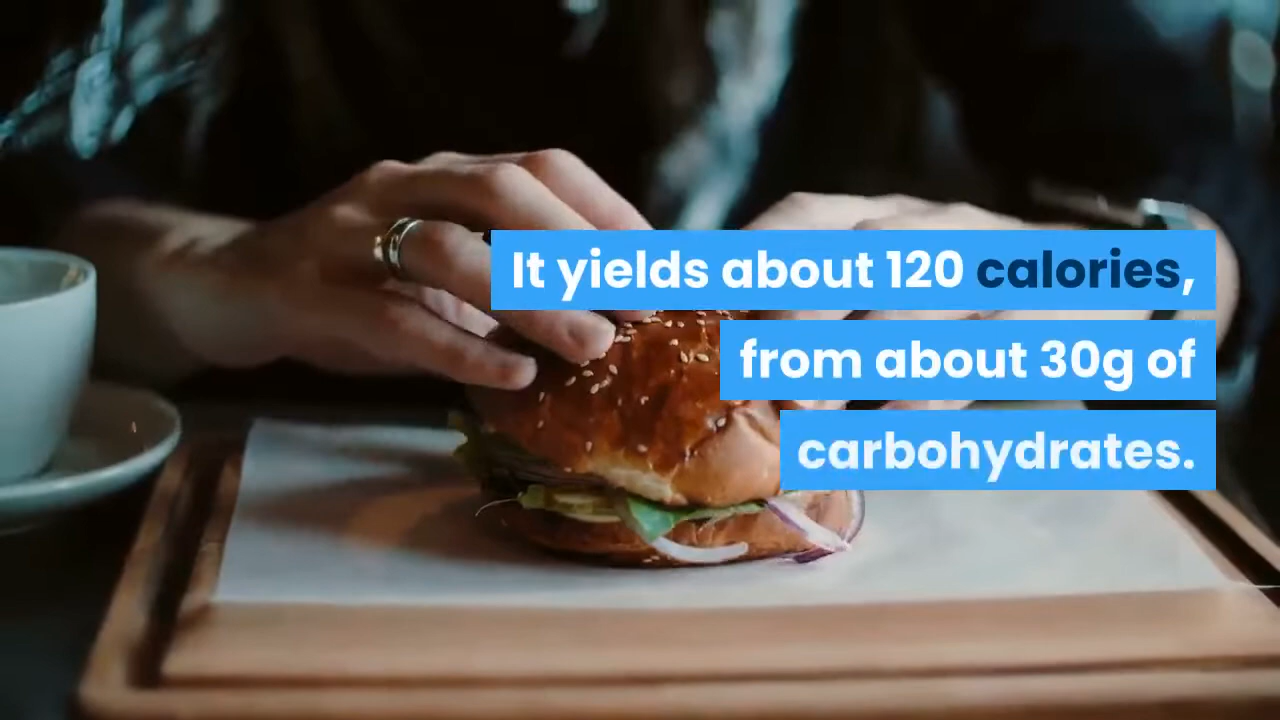 It yields about 120 calories,
from about 30g of
carbohydrates.